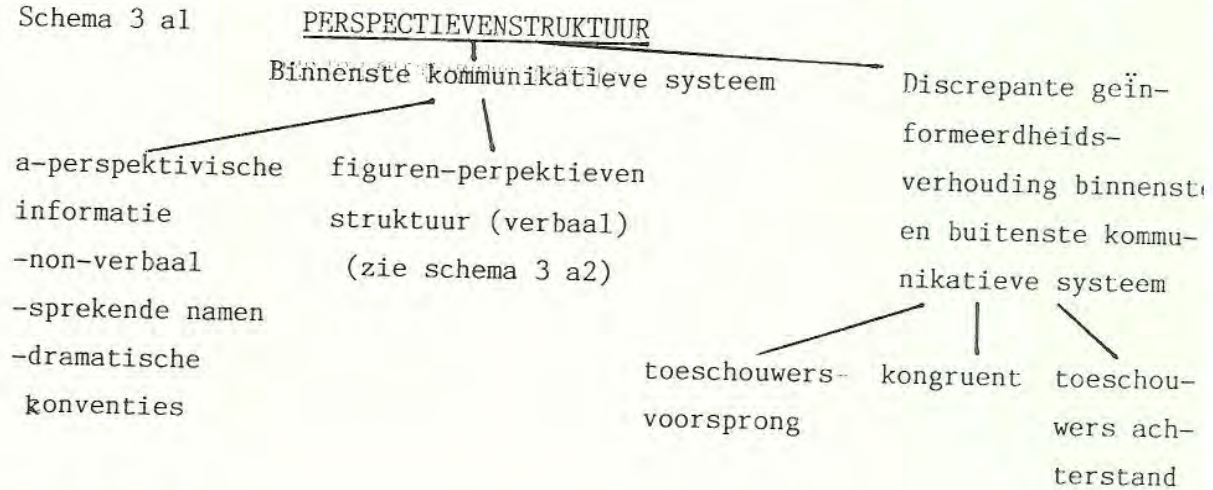 Schema 3 a1
PERSPECTIEVENSTRUKTUUR
Binnenste kommunikatieve systeem
a-perspektivische
informatie
-non-verbaal
-sprekende namen
-dramatische
konventies
figuren-perpektieven
struktuur (verbaal)
(zie schema 3 a2)
Discrepante geïn-
formeerdheids-
verhouding binnenste
en buitenste kommu-
nikatieve systeem
toeschouwers-
voorsprong
kongruent
toeschou-
wers ach-
terstand